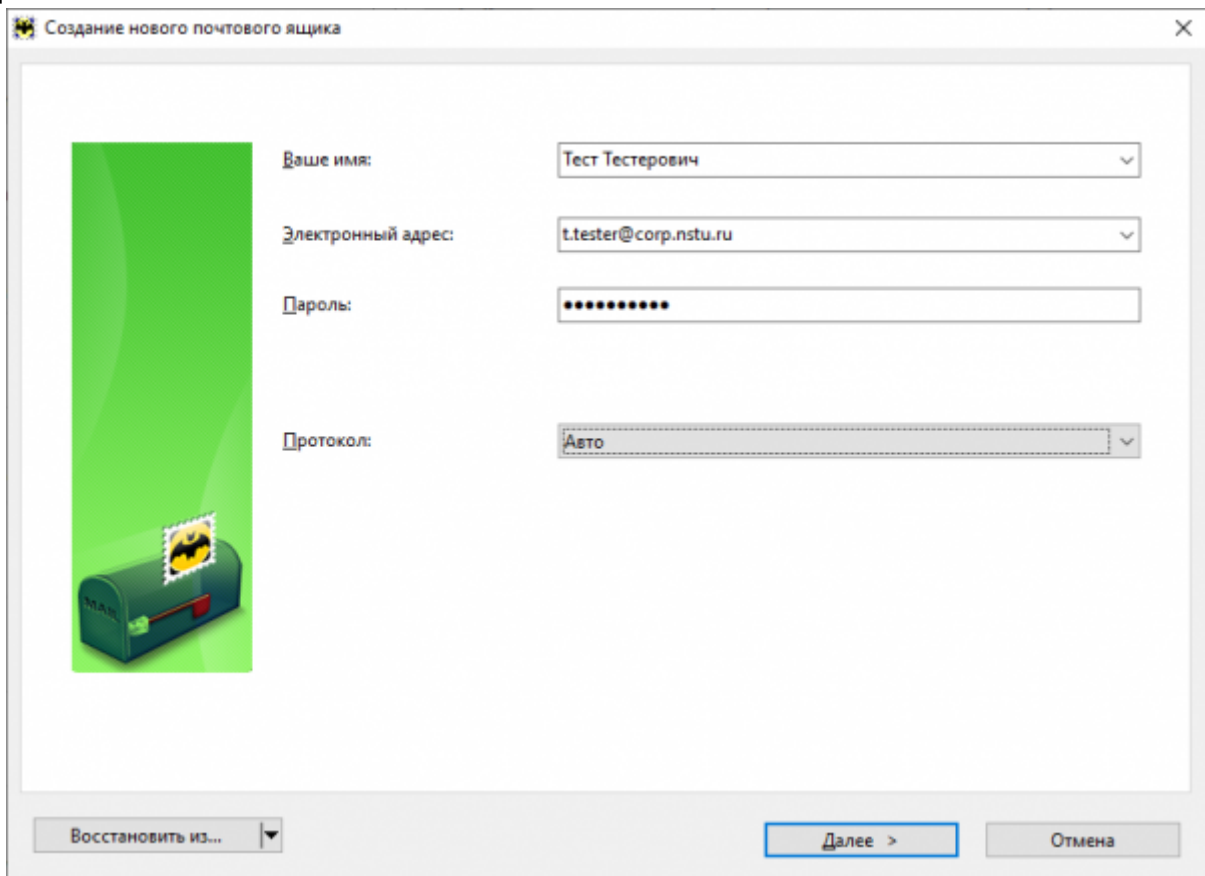 Создание нового почтового ящика
Ваше имя: Тест Тестерович
Электронный адрес: t.tester@corp.nstu.ru
Пароль: ●●●●●●●●●●
Протокол: Авто
MAIL
Восстановить из... Далее > Отмена